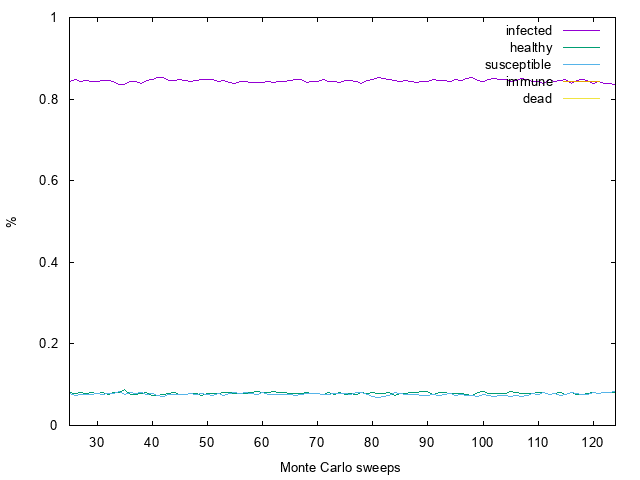 1
0.8
0.6
0.4
0.2
0
%
30 40 50 60 70 80 90 100 110 120
Monte Carlo sweeps
infected
healthy
susceptible
immune
dead